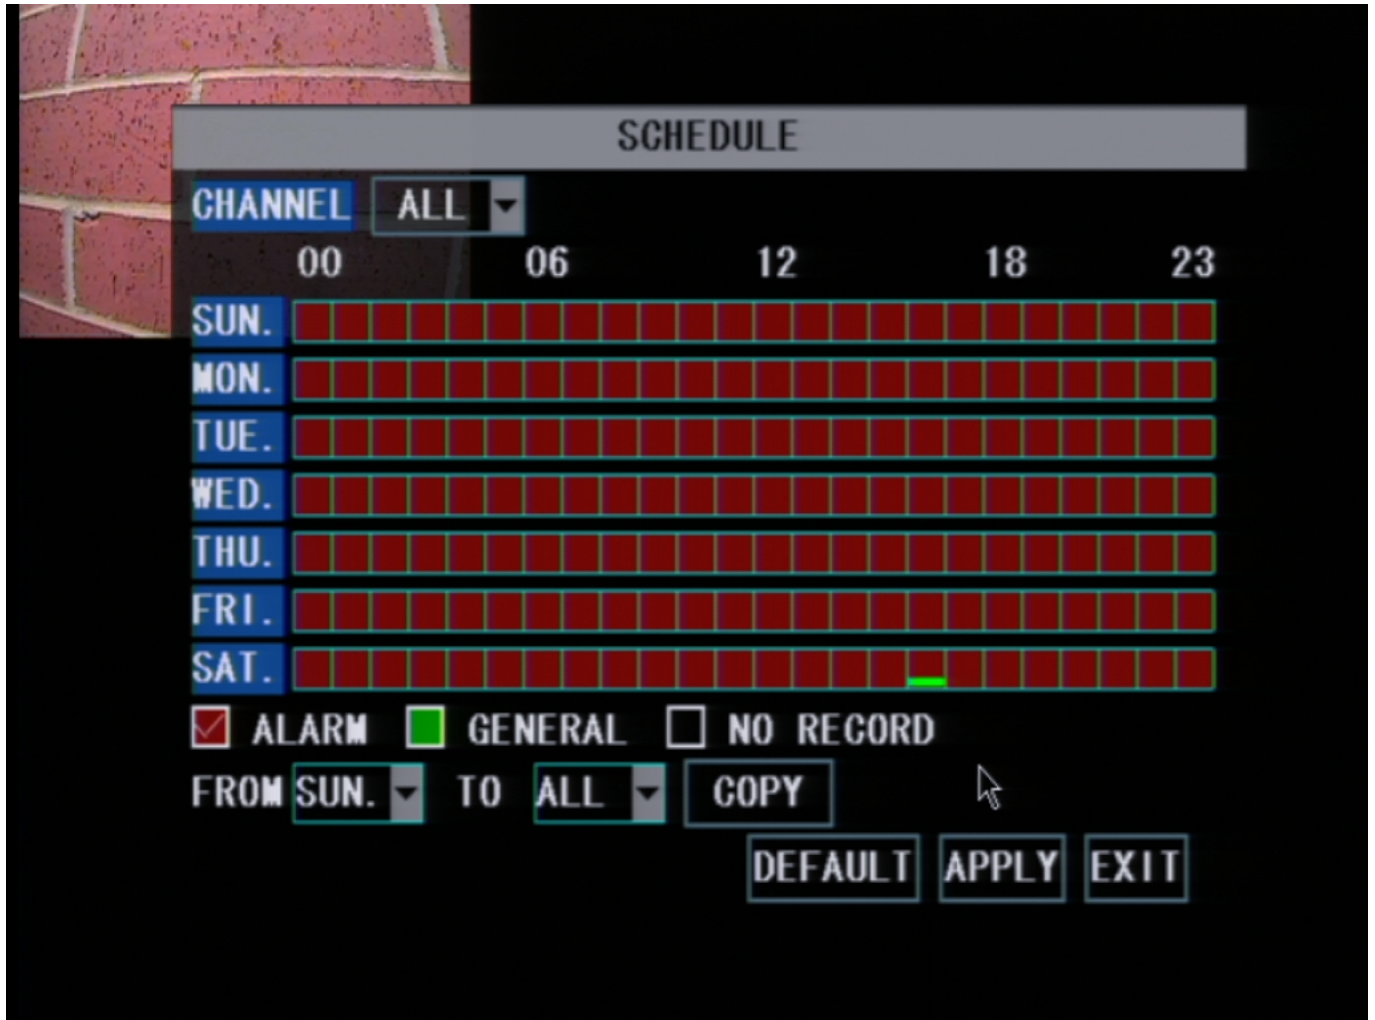 SCHEDULE
CHANNEL ALL
00 06 12 18 23
SUN.
MON.
TUE.
WED.
THU.
FRI.
SAT.
ALARM GENERAL NO RECORD
FROM SUN. TO ALL COPY
DEFAULT APPLY EXIT